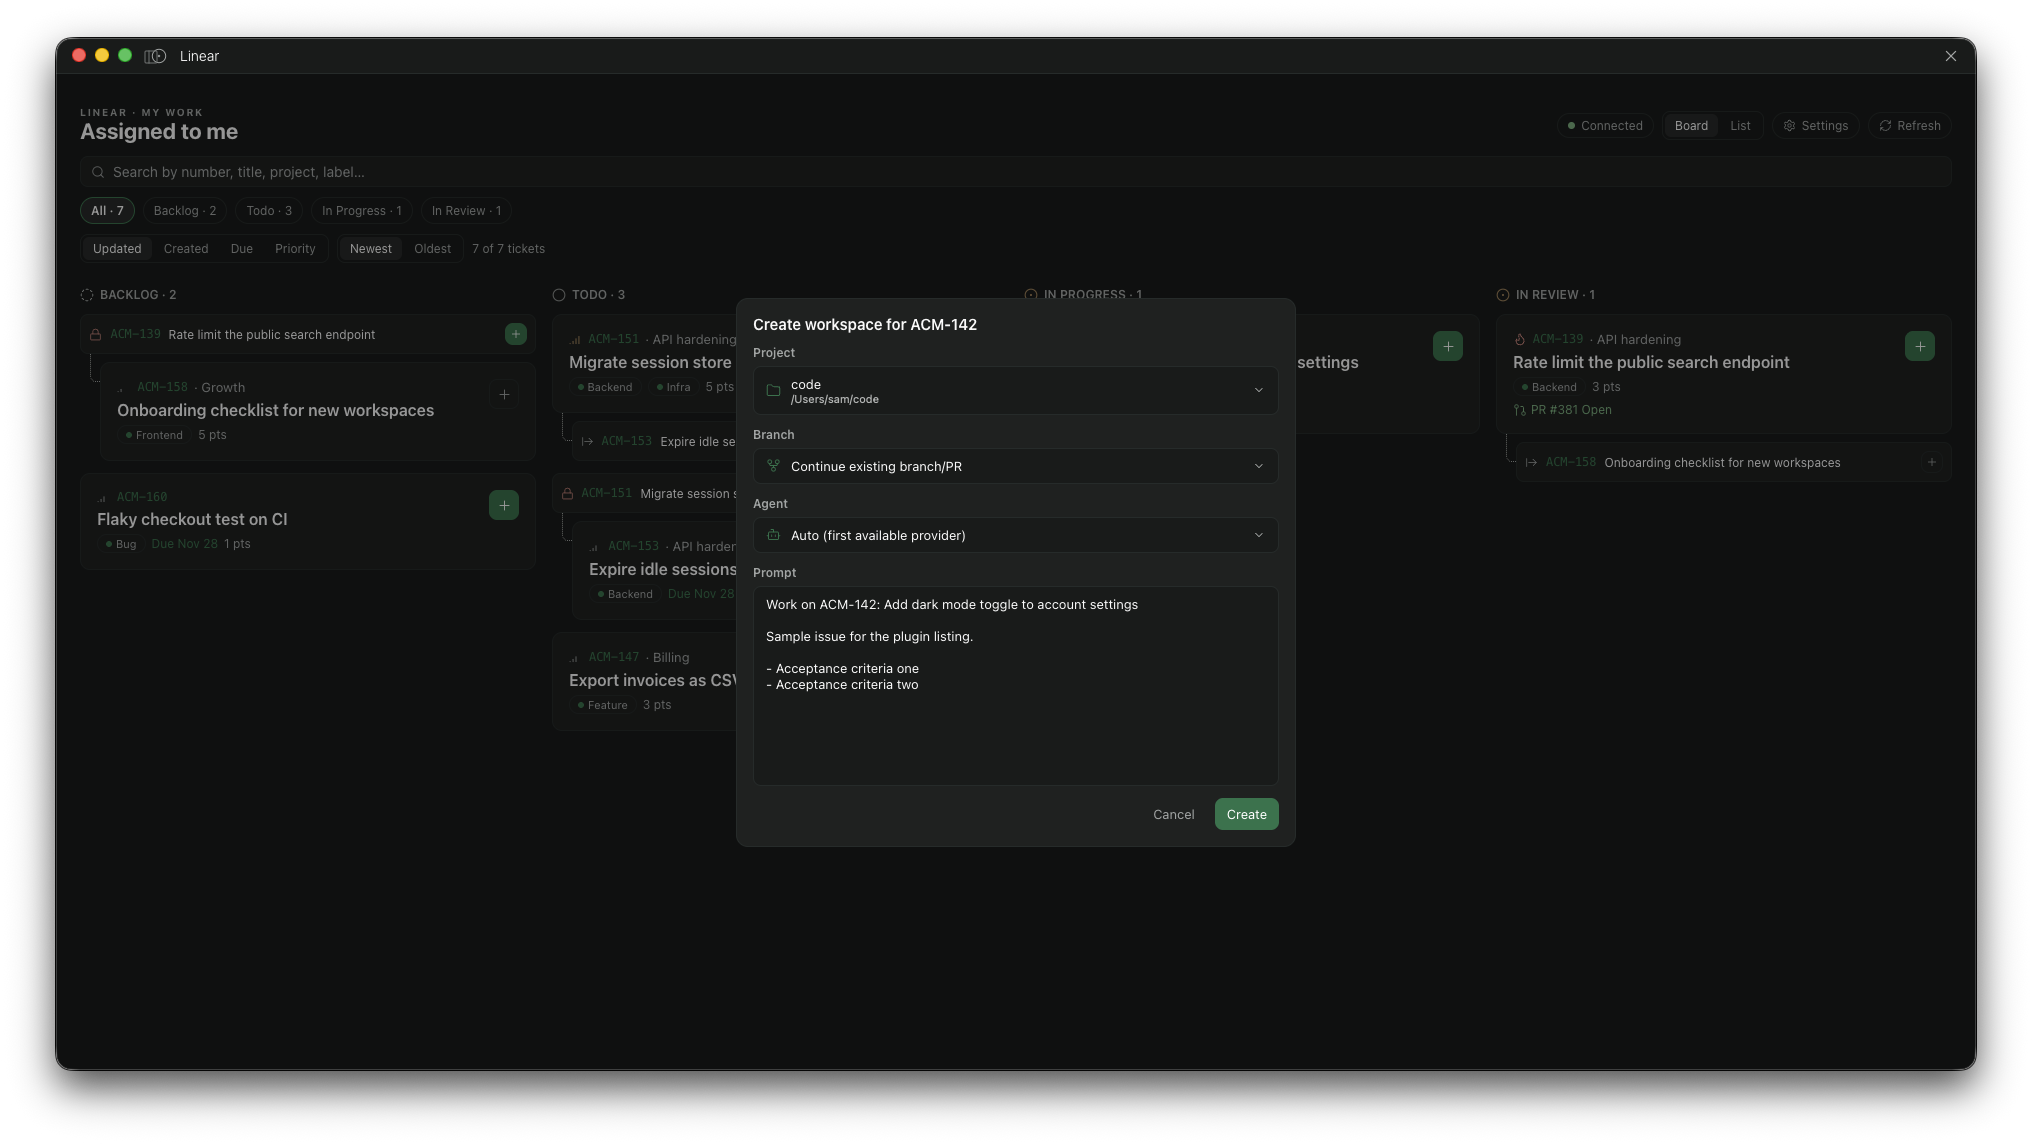 Linear
LINEAR · MY WORK
Assigned to me
Connected
Board
List
Settings
Refresh
Search by number, title, project, label...
All · 7
Backlog · 2
Todo · 3
In Progress · 1
In Review · 1
Updated
Created
Due
Priority
Newest
Oldest
7 of 7 tickets
BACKLOG · 2
ACM-139 Rate limit the public search endpoint
ACM-158 · Growth
Onboarding checklist for new workspaces
Frontend 5 pts
ACM-160
Flaky checkout test on CI
Bug Due Nov 28 1 pts
TODO · 3
ACM-151 · API hardening
Migrate session store
Backend Infra 5 pts
ACM-153 Expire idle se
ACM-151 Migrate session s
ACM-153 · API harden
Expire idle sessions
Backend Due Nov 28
ACM-147 · Billing
Export invoices as CSV
Feature 3 pts
IN PROGRESS · 1
settings
IN REVIEW · 1
ACM-139 · API hardening
Rate limit the public search endpoint
Backend 3 pts
PR #381 Open
ACM-158 Onboarding checklist for new workspaces
Create workspace for ACM-142
Project
code
/Users/sam/code
Branch
Continue existing branch/PR
Agent
Auto (first available provider)
Prompt
Work on ACM-142: Add dark mode toggle to account settings
Sample issue for the plugin listing.
- Acceptance criteria one
- Acceptance criteria two
Cancel
Create